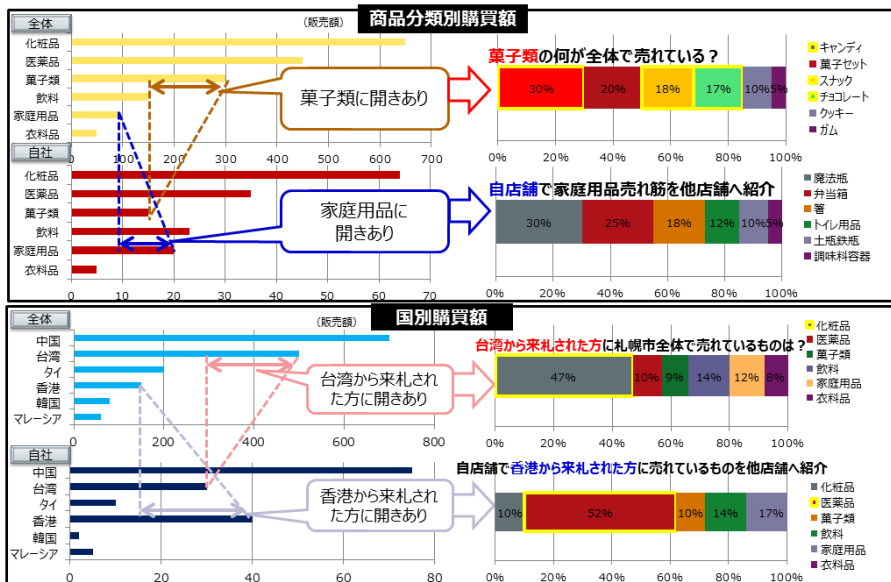 商品分類別購買額
全体
(販売額)
化粧品
医薬品
菓子類
飲料
家庭用品
衣料品
0 100 200 300 400 500 600 700
菓子類に開きあり
菓子類の何が全体で売れている？
30% 20% 18% 17% 10% 5%
0% 20% 40% 60% 80% 100%
キャンディ
菓子セット
スナック
チョコレート
クッキー
ガム
自社
化粧品
医薬品
菓子類
飲料
家庭用品
衣料品
0 10 20 30 40 50 60 70
家庭用品に
開きあり
自店舗で家庭用品売れ筋を他店舗へ紹介
30% 25% 18% 12% 10% 5%
0% 20% 40% 60% 80% 100%
魔法瓶
弁当箱
箸
トイレ用品
土瓶鉄瓶
調味料容器
国別購買額
全体
(販売額)
中国
台湾
タイ
香港
韓国
マレーシア
0 200 400 600 800
台湾から来札され
た方に開きあり
台湾から来札された方に札幌市全体で売れているものは？
47% 10% 9% 14% 12% 8%
0% 20% 40% 60% 80% 100%
化粧品
医薬品
菓子類
飲料
家庭用品
衣料品
自社
中国
台湾
タイ
香港
韓国
マレーシア
0 20 40 60 80
香港から来札され
た方に開きあり
自店舗で香港から来札された方に売れているものを他店舗へ紹介
10% 52% 10% 14% 17%
0% 20% 40% 60% 80% 100%
化粧品
医薬品
菓子類
飲料
家庭用品
衣料品